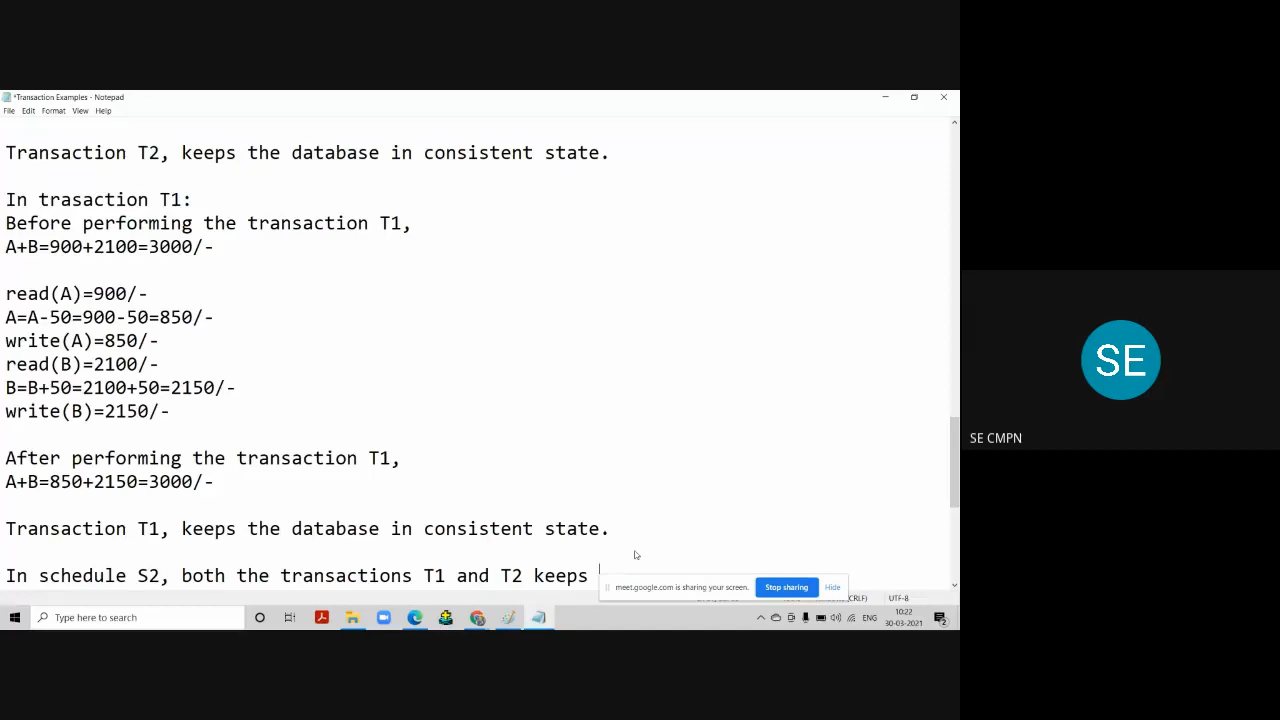 *Transaction Examples - Notepad
File Edit Format View Help
Transaction T2, keeps the database in consistent state.
In trasaction T1:
Before performing the transaction T1,
A+B=900+2100=3000/-
read(A)=900/-
A=A-50=900-50=850/-
write(A)=850/-
read(B)=2100/-
B=B+50=2100+50=2150/-
write(B)=2150/-
After performing the transaction T1,
A+B=850+2150=3000/-
Transaction T1, keeps the database in consistent state.
In schedule S2, both the transactions T1 and T2 keeps
meet.google.com is sharing your screen. Stop sharing Hide
(CRLF) UTF-8
Type here to search
ENG
10:22
30-03-2021
2
SE
SE CMPN